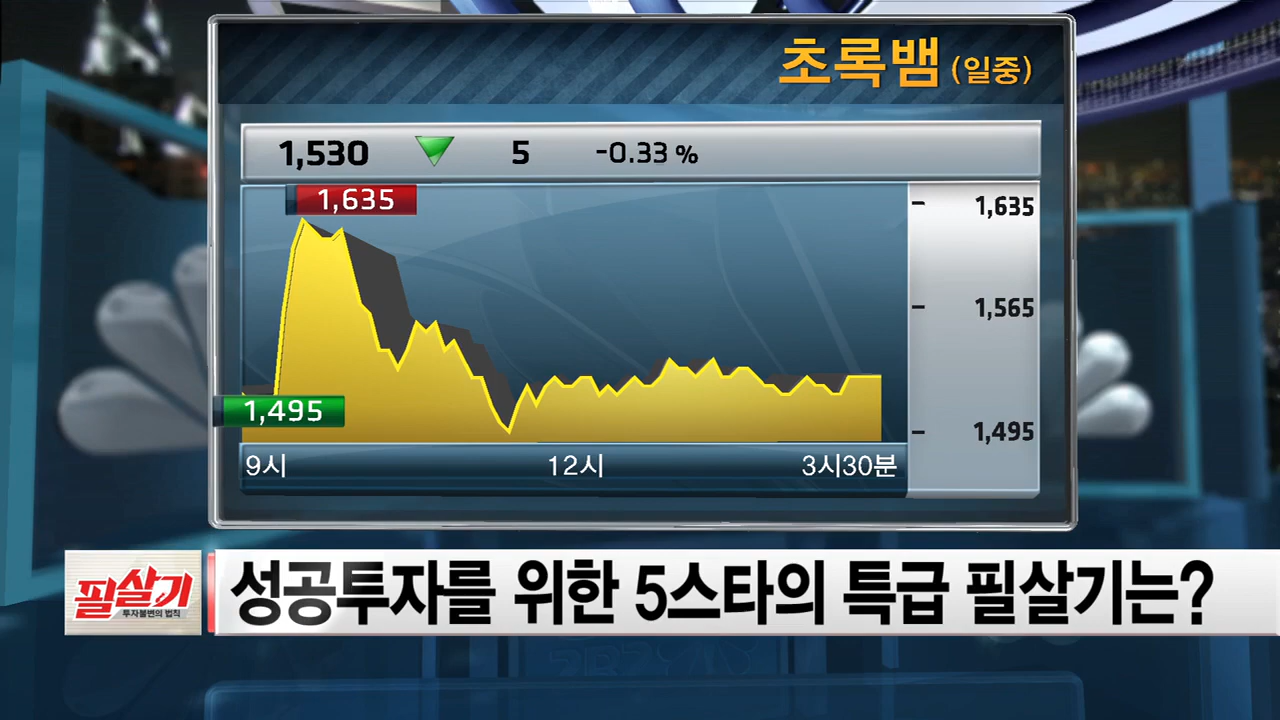 초록뱀 (일중)
1,530 ▼ 5 -0.33 %
1,635
1,635
1,565
1,495
1,495
9시 12시 3시30분
필살기
투자불변의 법칙
성공투자를 위한 5스타의 특급 필살기는?